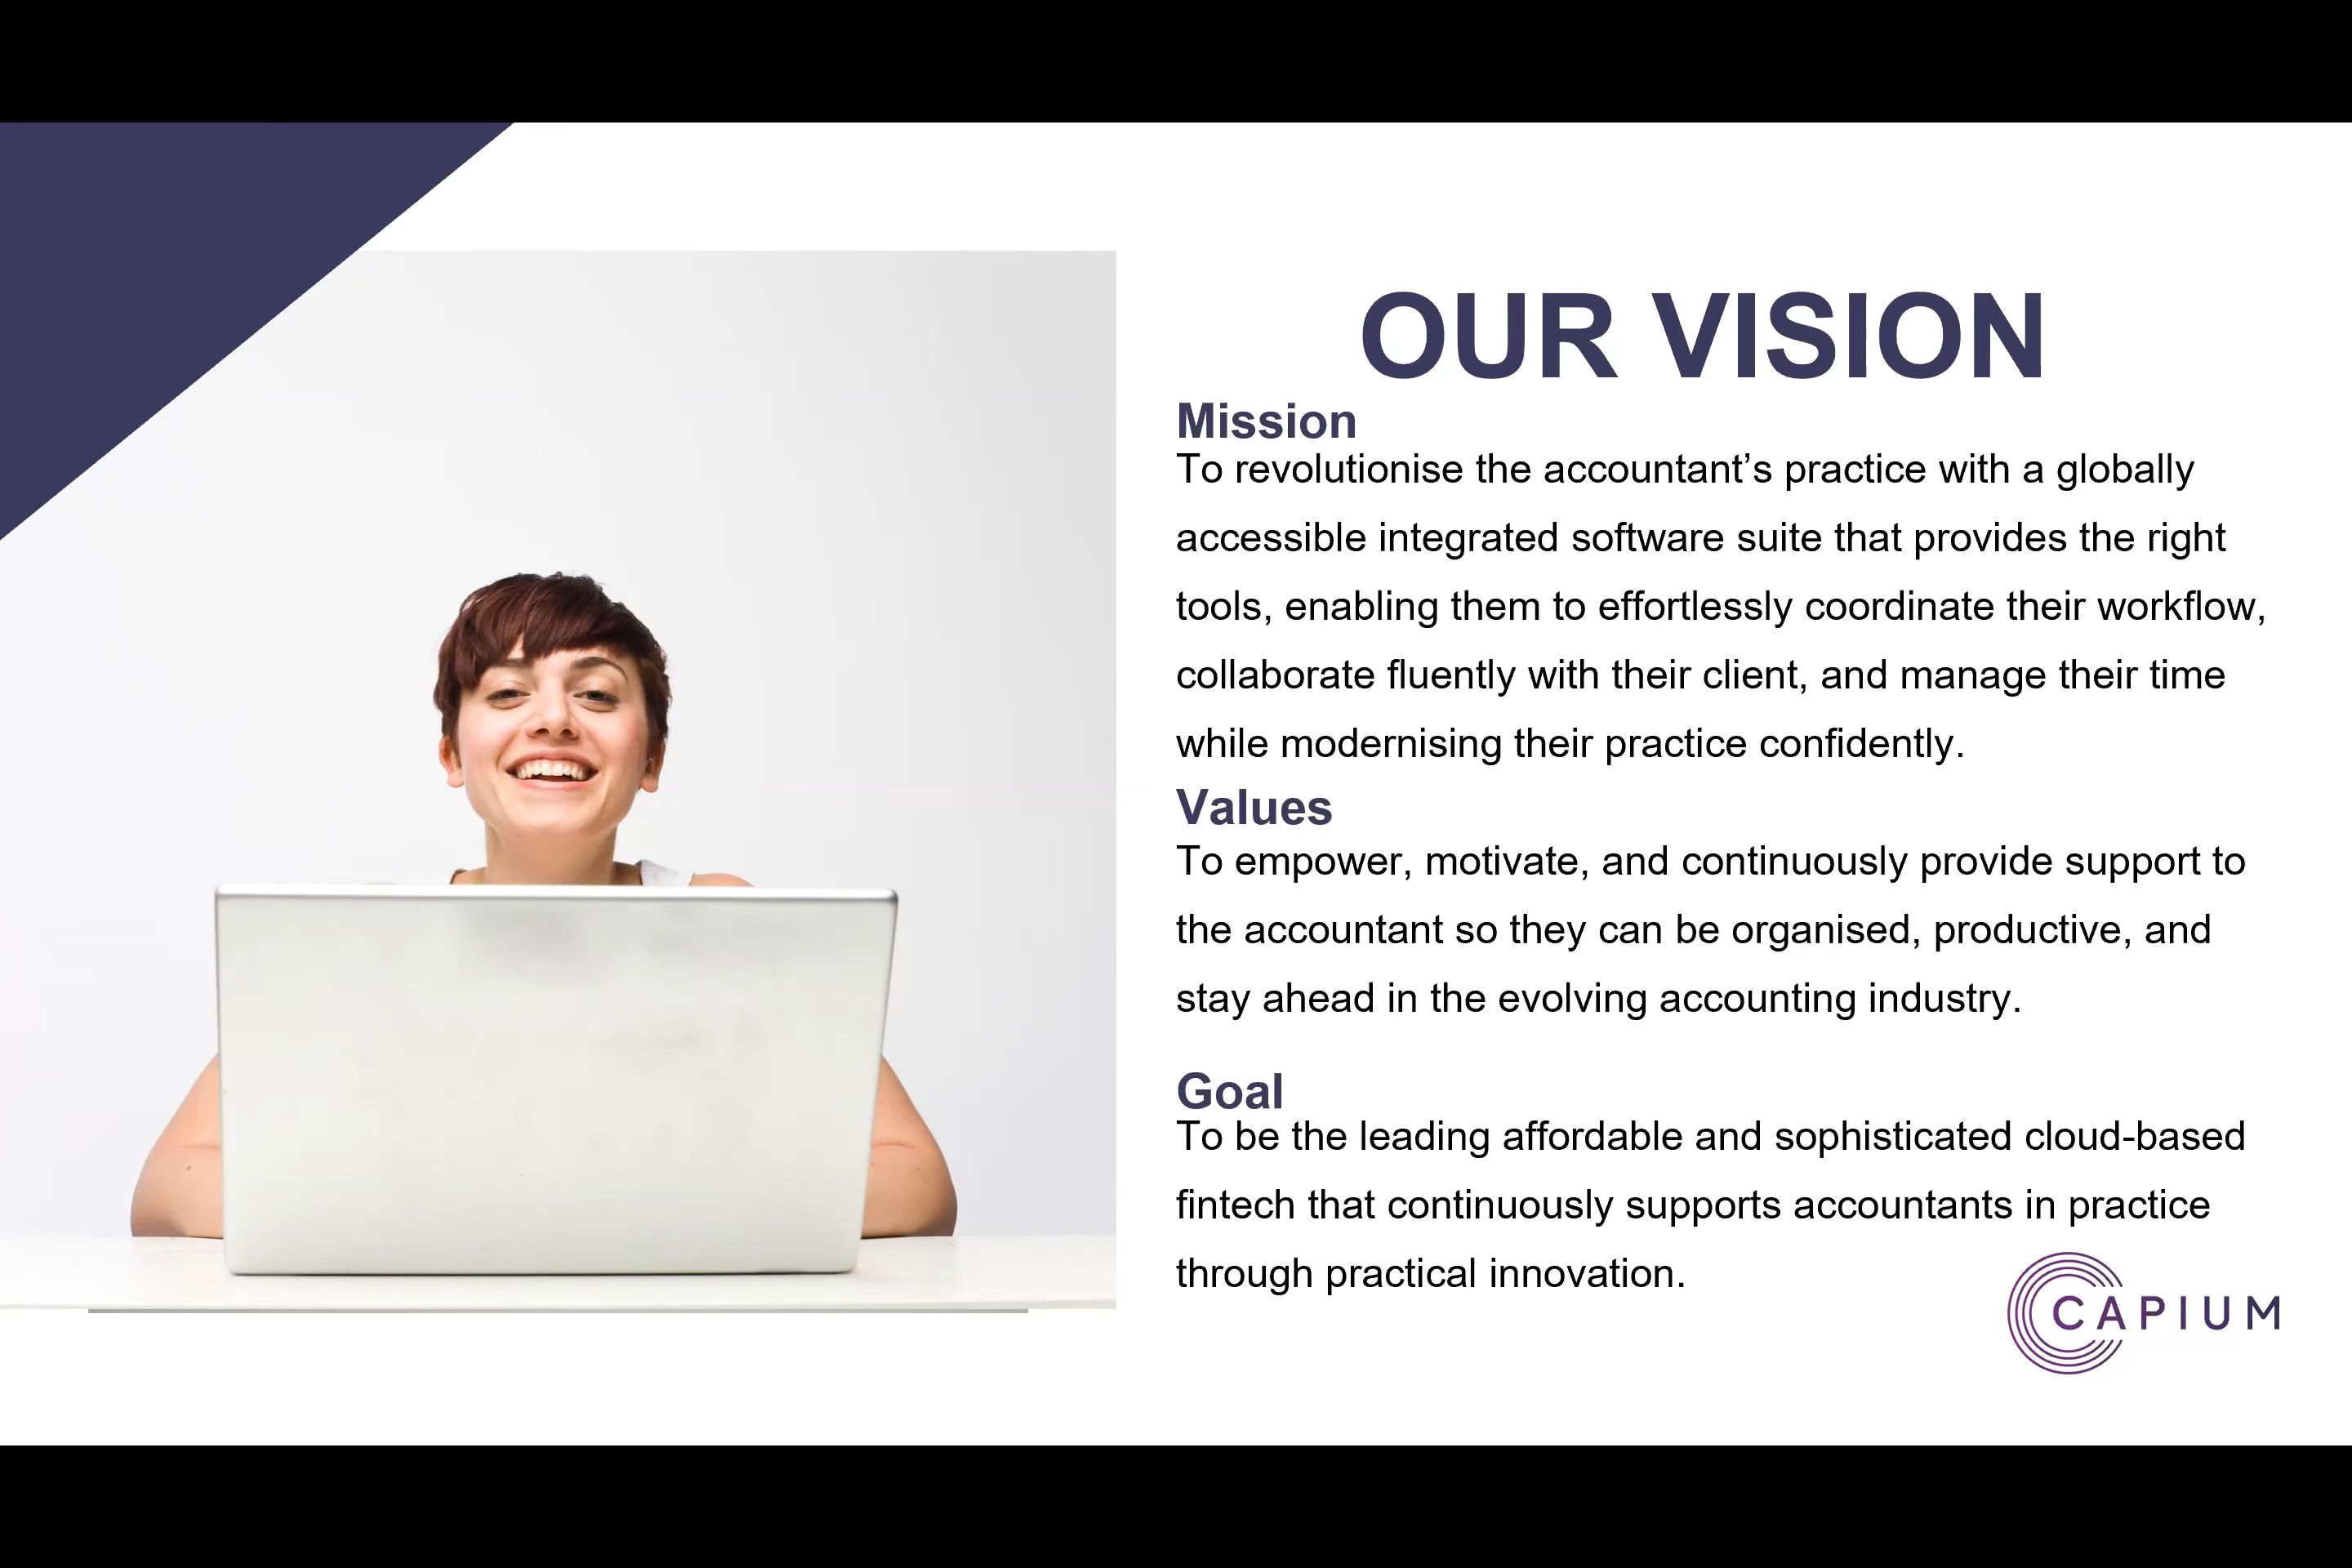 OUR VISION
Mission
To revolutionise the accountant’s practice with a globally
accessible integrated software suite that provides the right
tools, enabling them to effortlessly coordinate their workflow,
collaborate fluently with their client, and manage their time
while modernising their practice confidently.
Values
To empower, motivate, and continuously provide support to
the accountant so they can be organised, productive, and
stay ahead in the evolving accounting industry.
Goal
To be the leading affordable and sophisticated cloud-based
fintech that continuously supports accountants in practice
through practical innovation.
CAPIUM